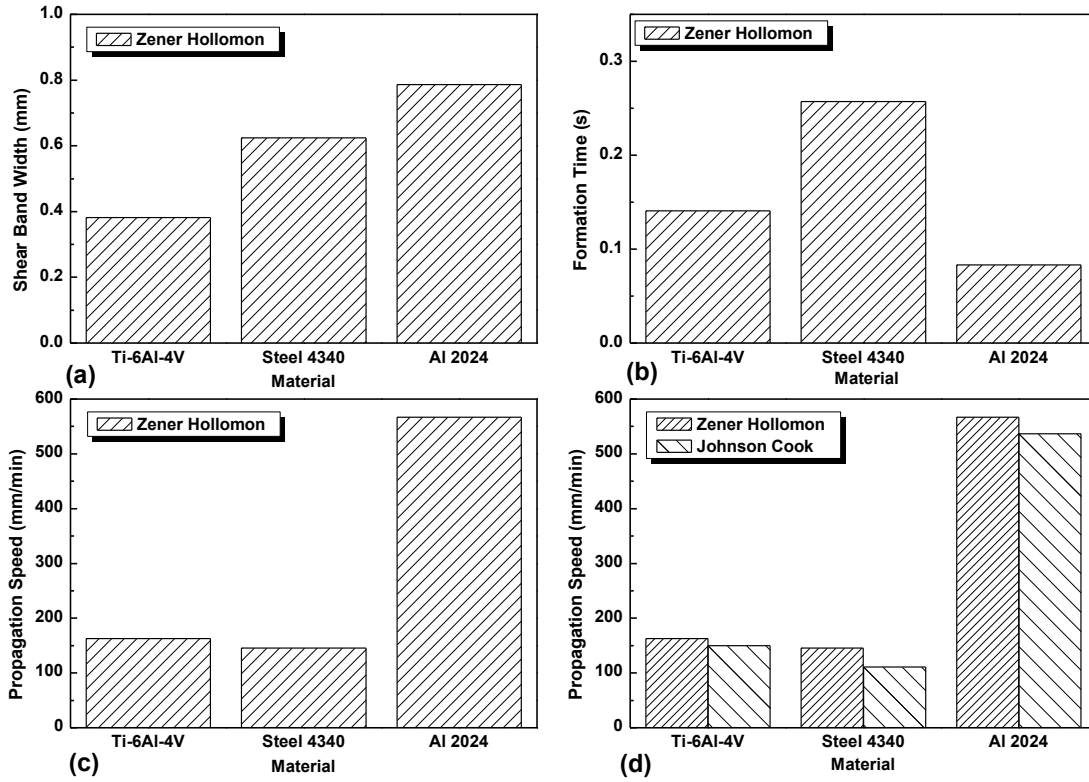 1.0
0.8
0.6
0.4
0.2
0.0
Shear Band Width (mm)
Zener Hollomon
Ti-6Al-4V Steel 4340 Al 2024
(a) Material
0.3
0.2
0.1
0.0
Formation Time (s)
Zener Hollomon
Ti-6Al-4V Steel 4340 Al 2024
(b) Material
600
500
400
300
200
100
0
Propagation Speed (mm/min)
Zener Hollomon
Ti-6Al-4V Steel 4340 Al 2024
(c) Material
600
500
400
300
200
100
0
Propagation Speed (mm/min)
Zener Hollomon
Johnson Cook
Ti-6Al-4V Steel 4340 Al 2024
(d) Material